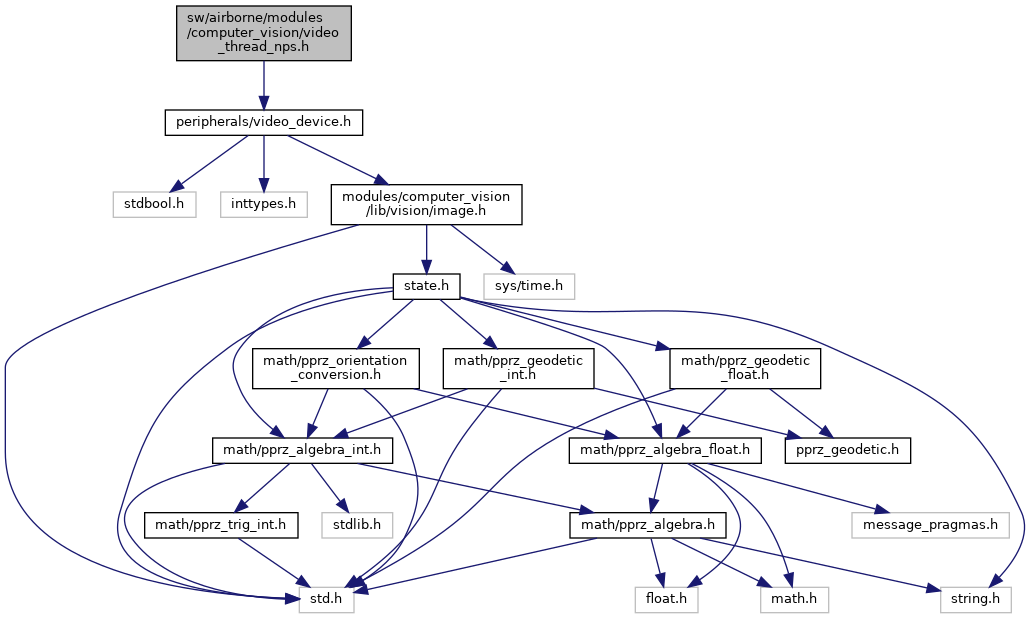 sw/airborne/modules
/computer_vision/video
_thread_nps.h
peripherals/video_device.h
stdbool.h
inttypes.h
modules/computer_vision
/lib/vision/image.h
state.h
sys/time.h
math/pprz_orientation
_conversion.h
math/pprz_geodetic
_int.h
math/pprz_geodetic
_float.h
math/pprz_algebra_int.h
math/pprz_algebra_float.h
pprz_geodetic.h
math/pprz_trig_int.h
stdlib.h
math/pprz_algebra.h
message_pragmas.h
std.h
float.h
math.h
string.h